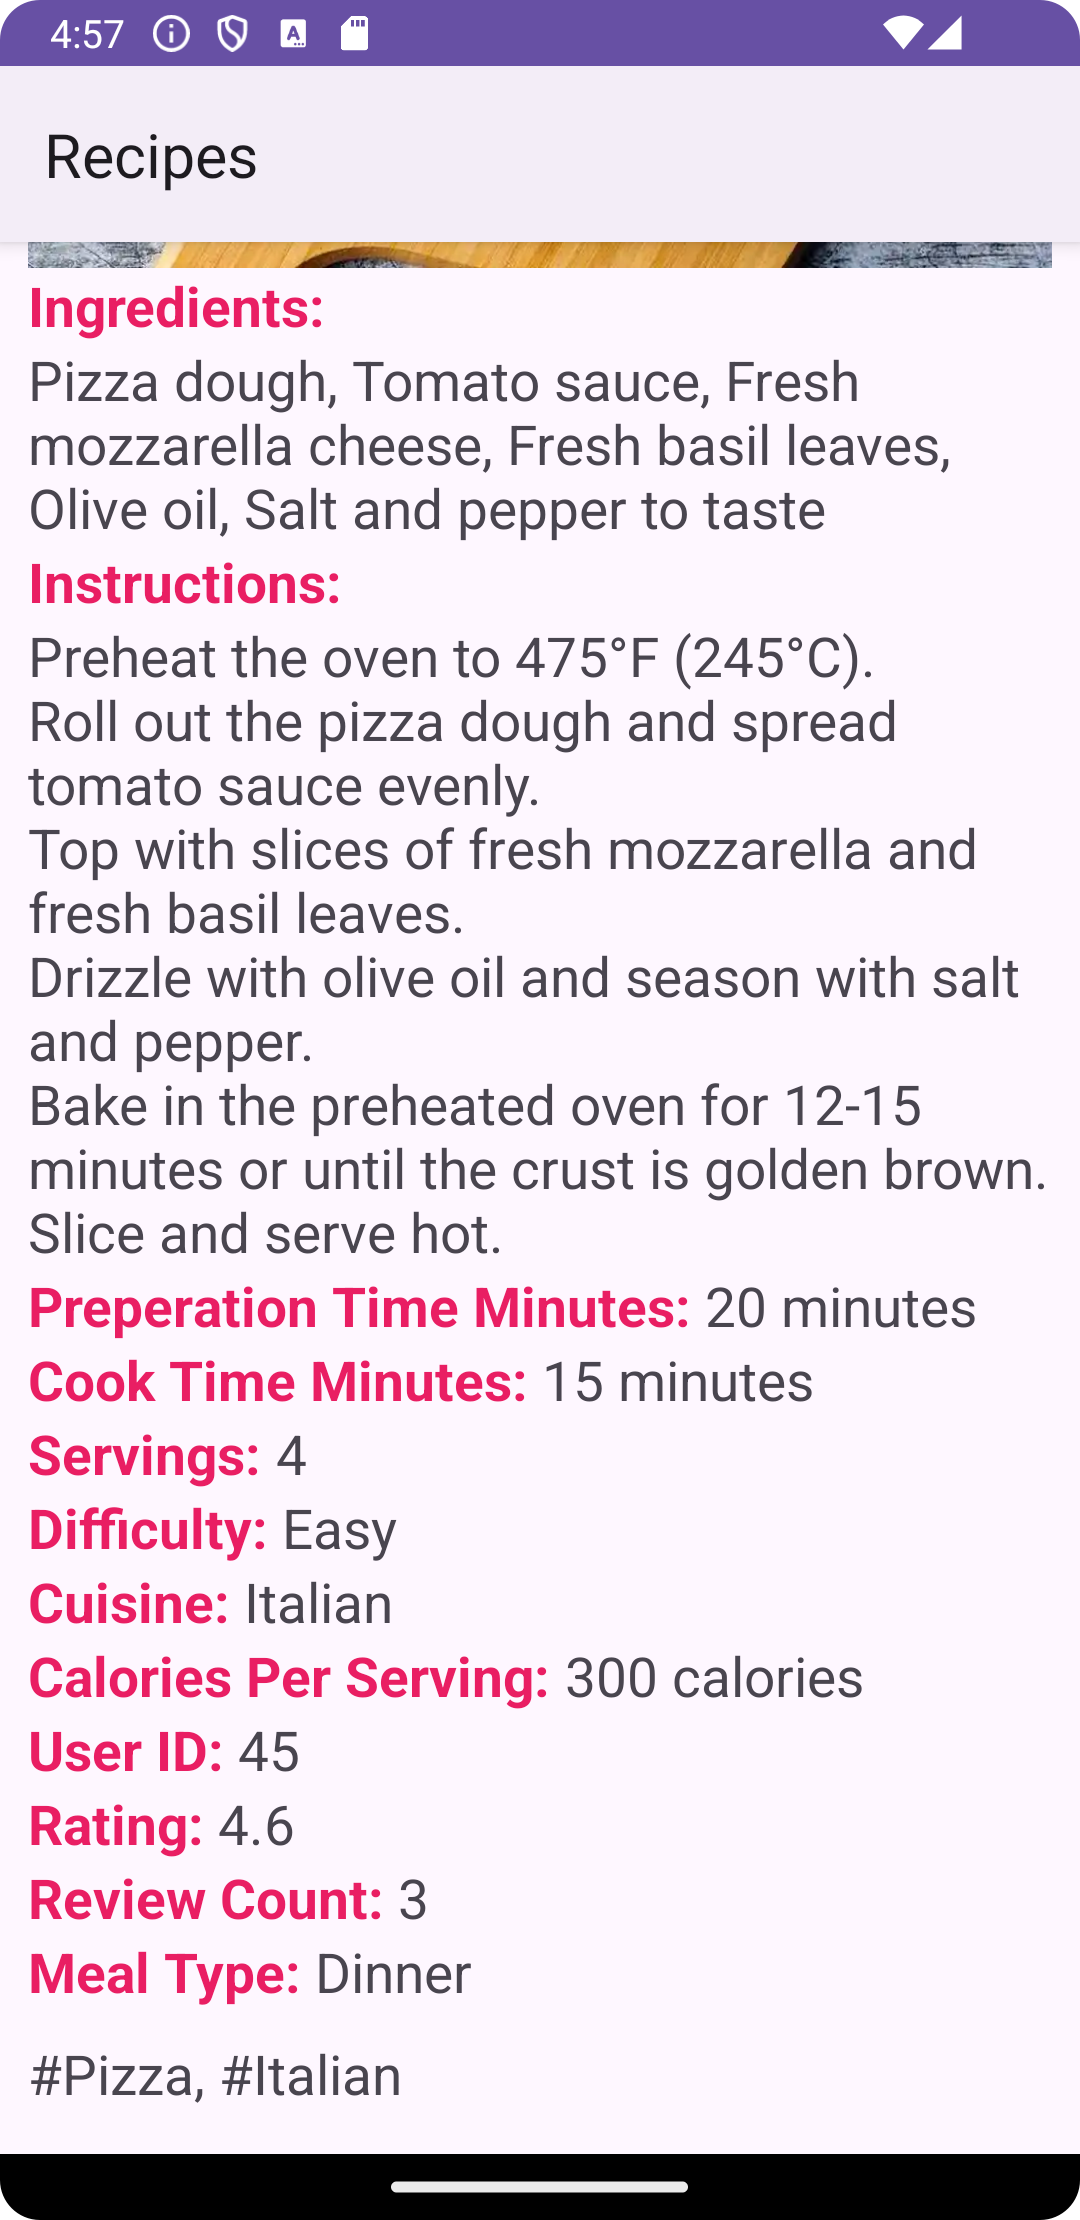 4:57
Recipes
Ingredients:
Pizza dough, Tomato sauce, Fresh
mozzarella cheese, Fresh basil leaves,
Olive oil, Salt and pepper to taste
Instructions:
Preheat the oven to 475°F (245°C).
Roll out the pizza dough and spread
tomato sauce evenly.
Top with slices of fresh mozzarella and
fresh basil leaves.
Drizzle with olive oil and season with salt
and pepper.
Bake in the preheated oven for 12-15
minutes or until the crust is golden brown.
Slice and serve hot.
Preperation Time Minutes: 20 minutes
Cook Time Minutes: 15 minutes
Servings: 4
Difficulty: Easy
Cuisine: Italian
Calories Per Serving: 300 calories
User ID: 45
Rating: 4.6
Review Count: 3
Meal Type: Dinner
#Pizza, #Italian